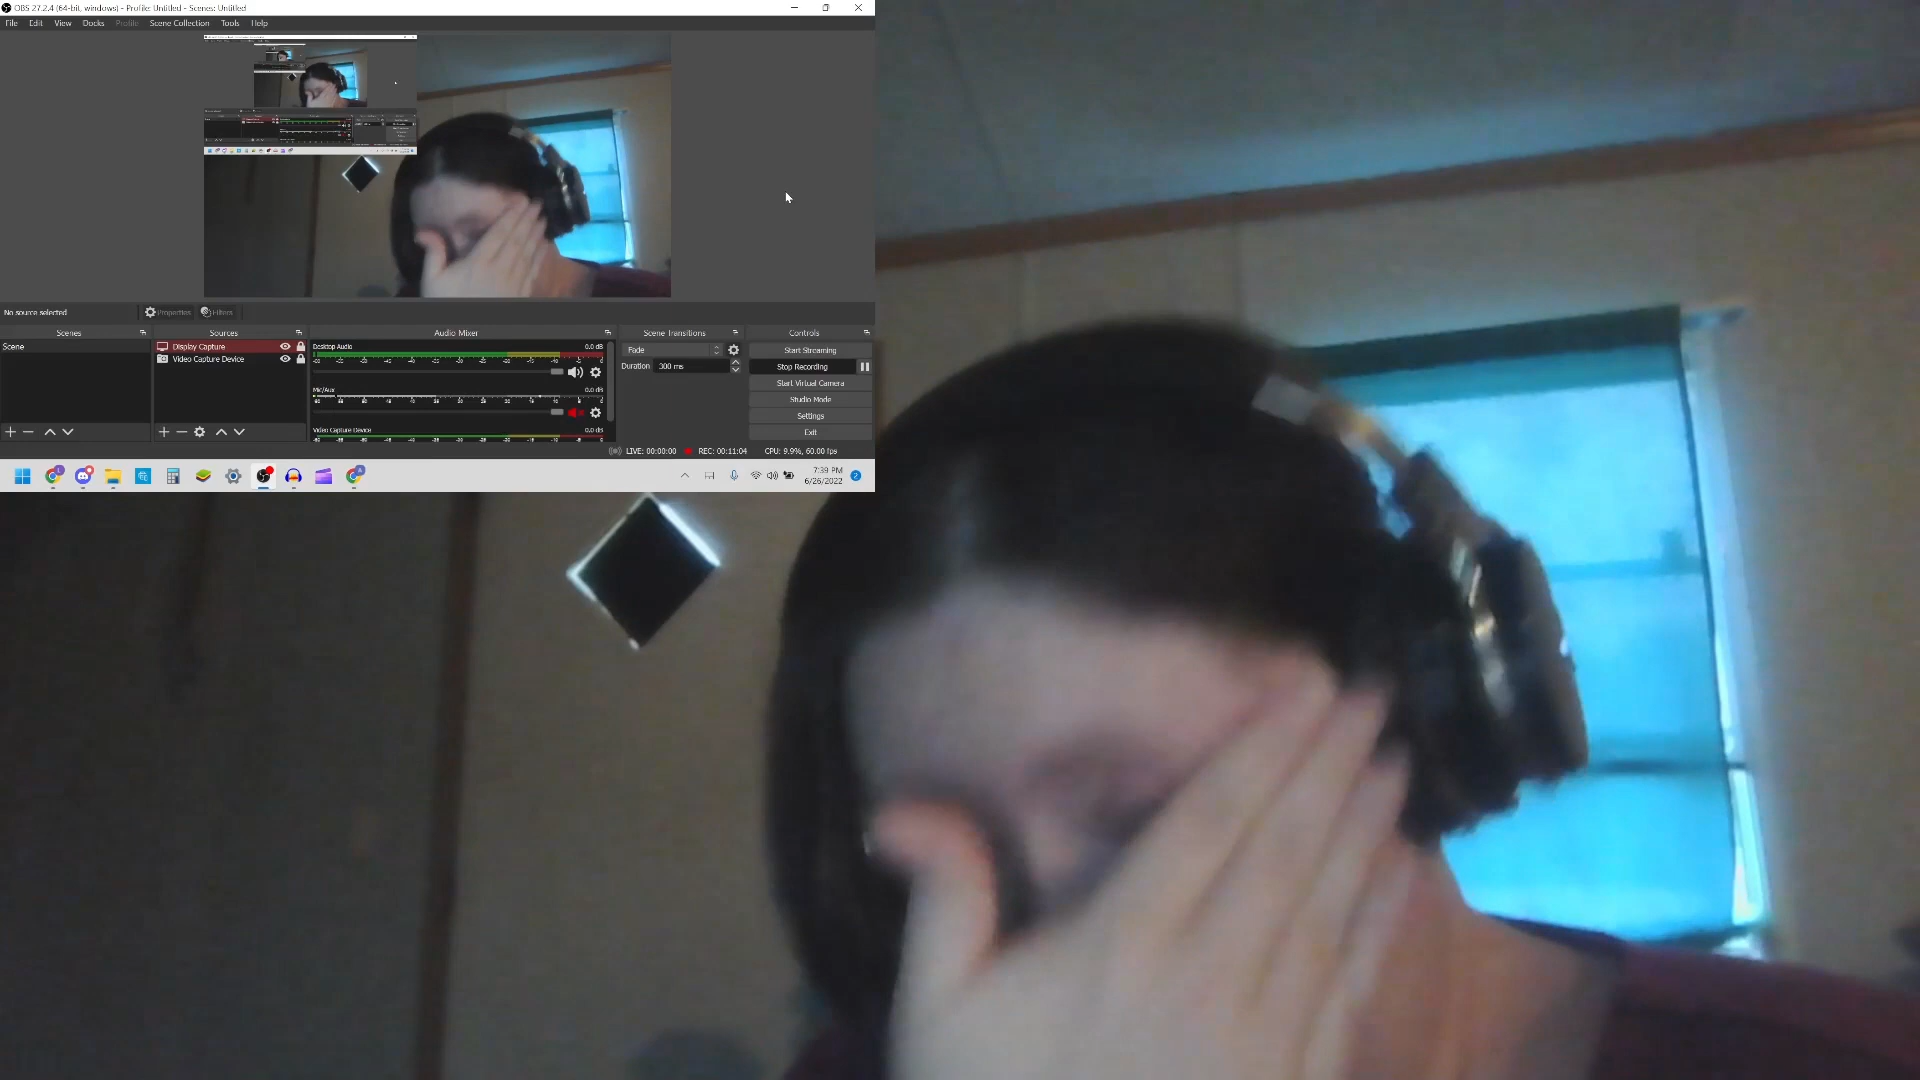 OBS 27.2.4 (64-bit, windows) - Profile: Untitled - Scenes: Untitled
File Edit View Docks Profile Scene Collection Tools Help
No source selected Properties Filters
Scenes Sources Audio Mixer Scene Transitions Controls
Scene
Display Capture
Video Capture Device
Desktop Audio 0.0 dB
Mic/Aux 0.0 dB
Video Capture Device 0.0 dB
Fade
Duration 300 ms
Start Streaming
Stop Recording
Start Virtual Camera
Studio Mode
Settings
Exit
LIVE: 00:00:00 REC: 00:11:04 CPU: 9.9%, 60.00 fps
7:39 PM
6/26/2022
2